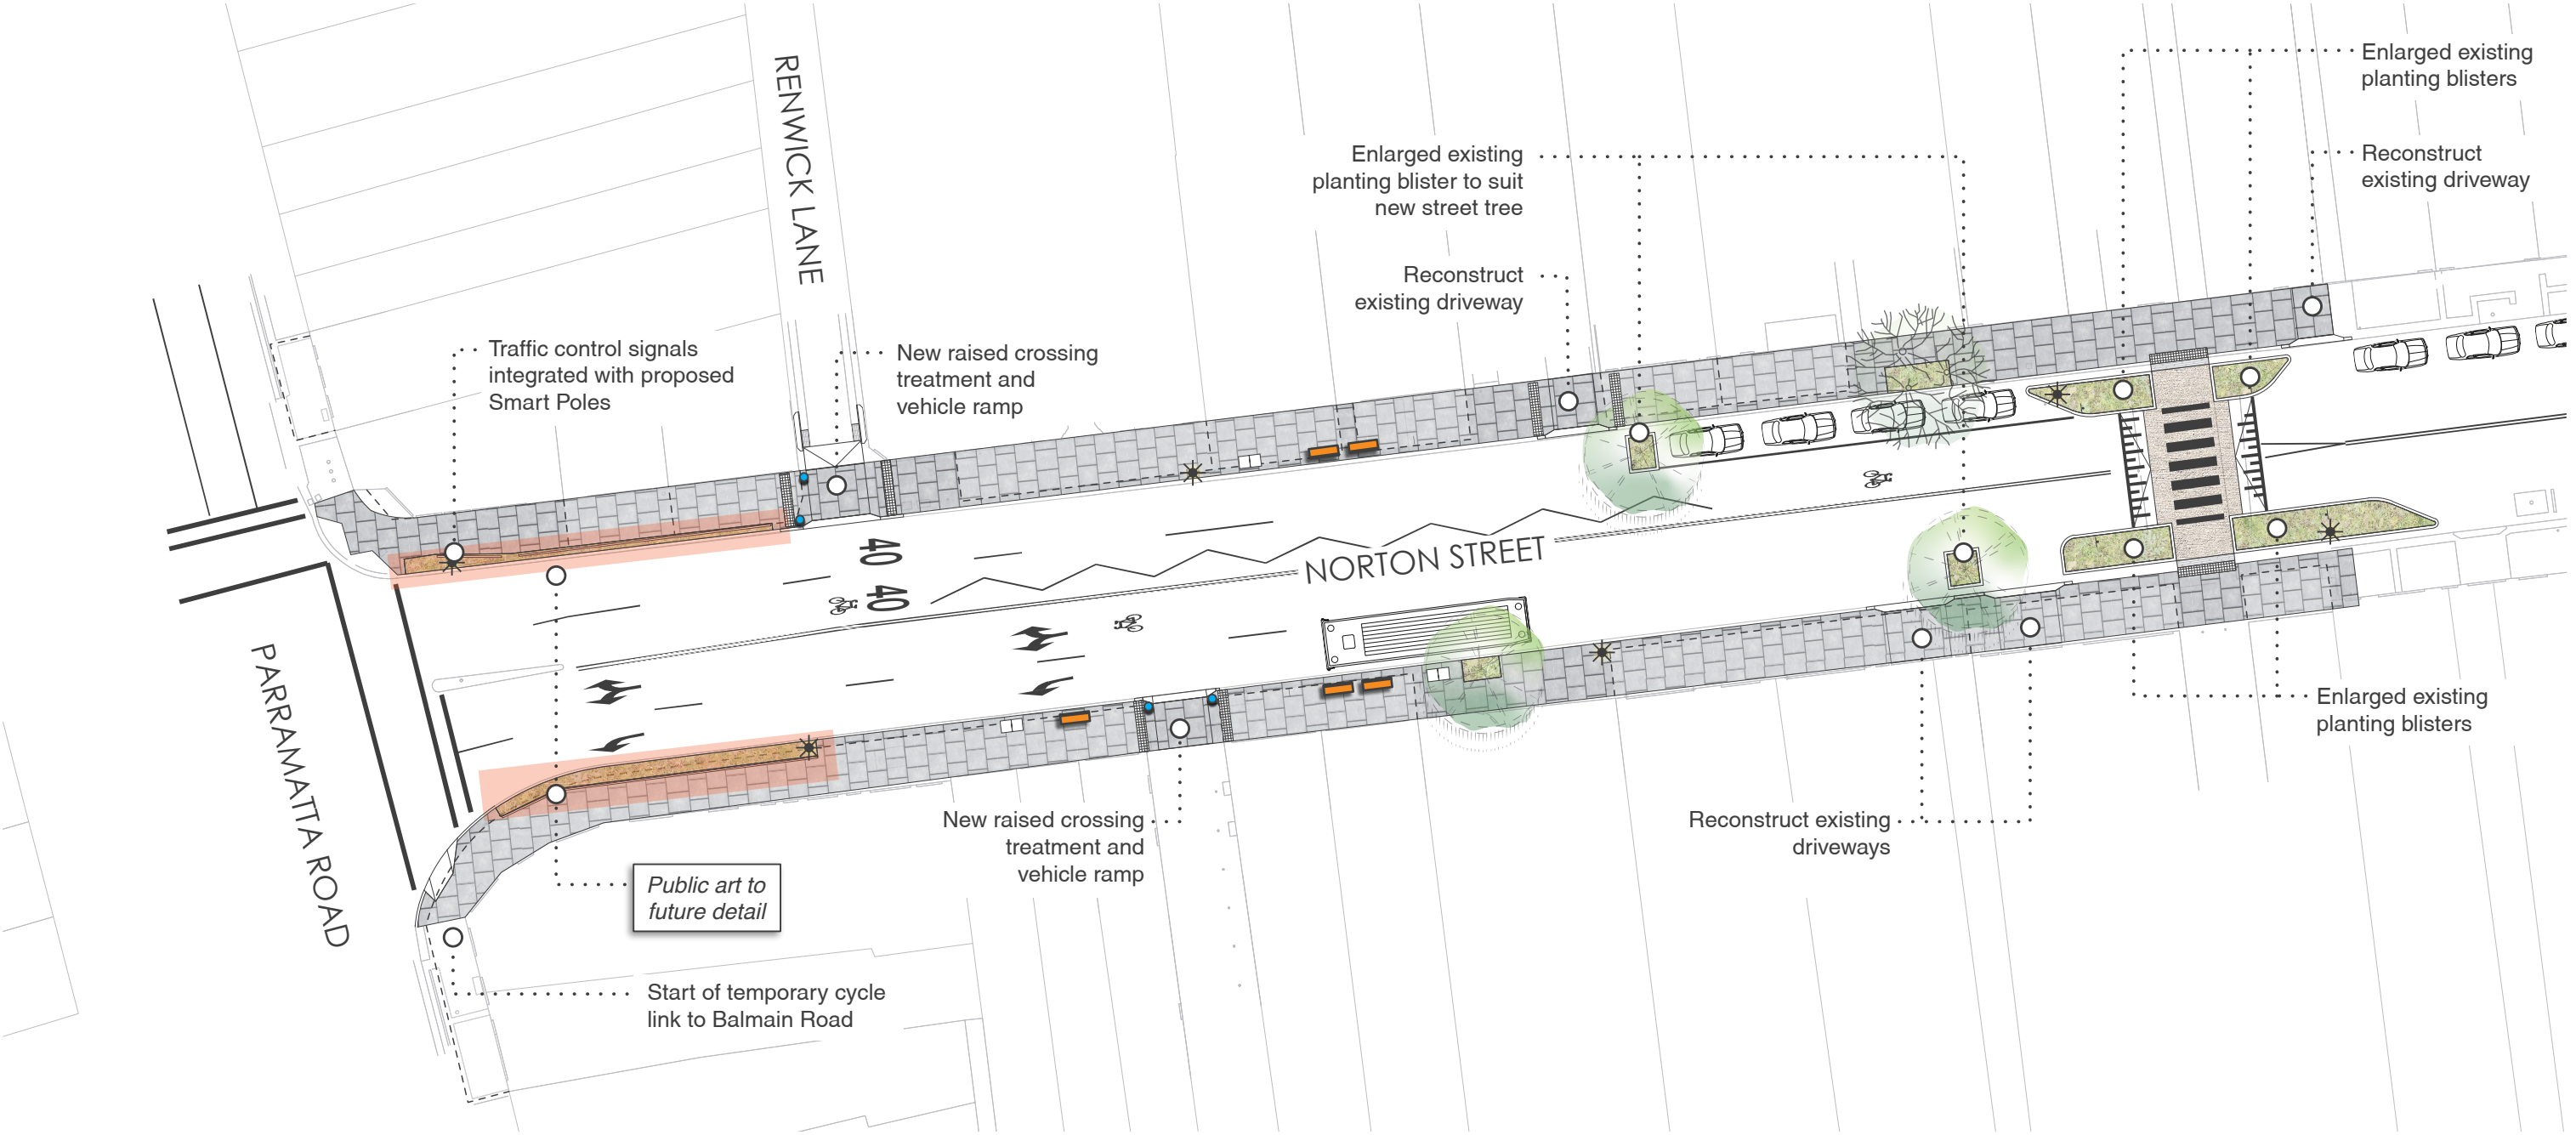 Enlarged existing
planting blisters
RENWICK LANE
Enlarged existing
planting blister to suit
new street tree
Reconstruct
existing driveway
Reconstruct
existing driveway
Traffic control signals
integrated with proposed
Smart Poles
New raised crossing
treatment and
vehicle ramp
40
40
NORTON STREET
PARRAMATTA ROAD
Enlarged existing
planting blisters
New raised crossing
treatment and
vehicle ramp
Reconstruct existing
driveways
Public art to
future detail
Start of temporary cycle
link to Balmain Road